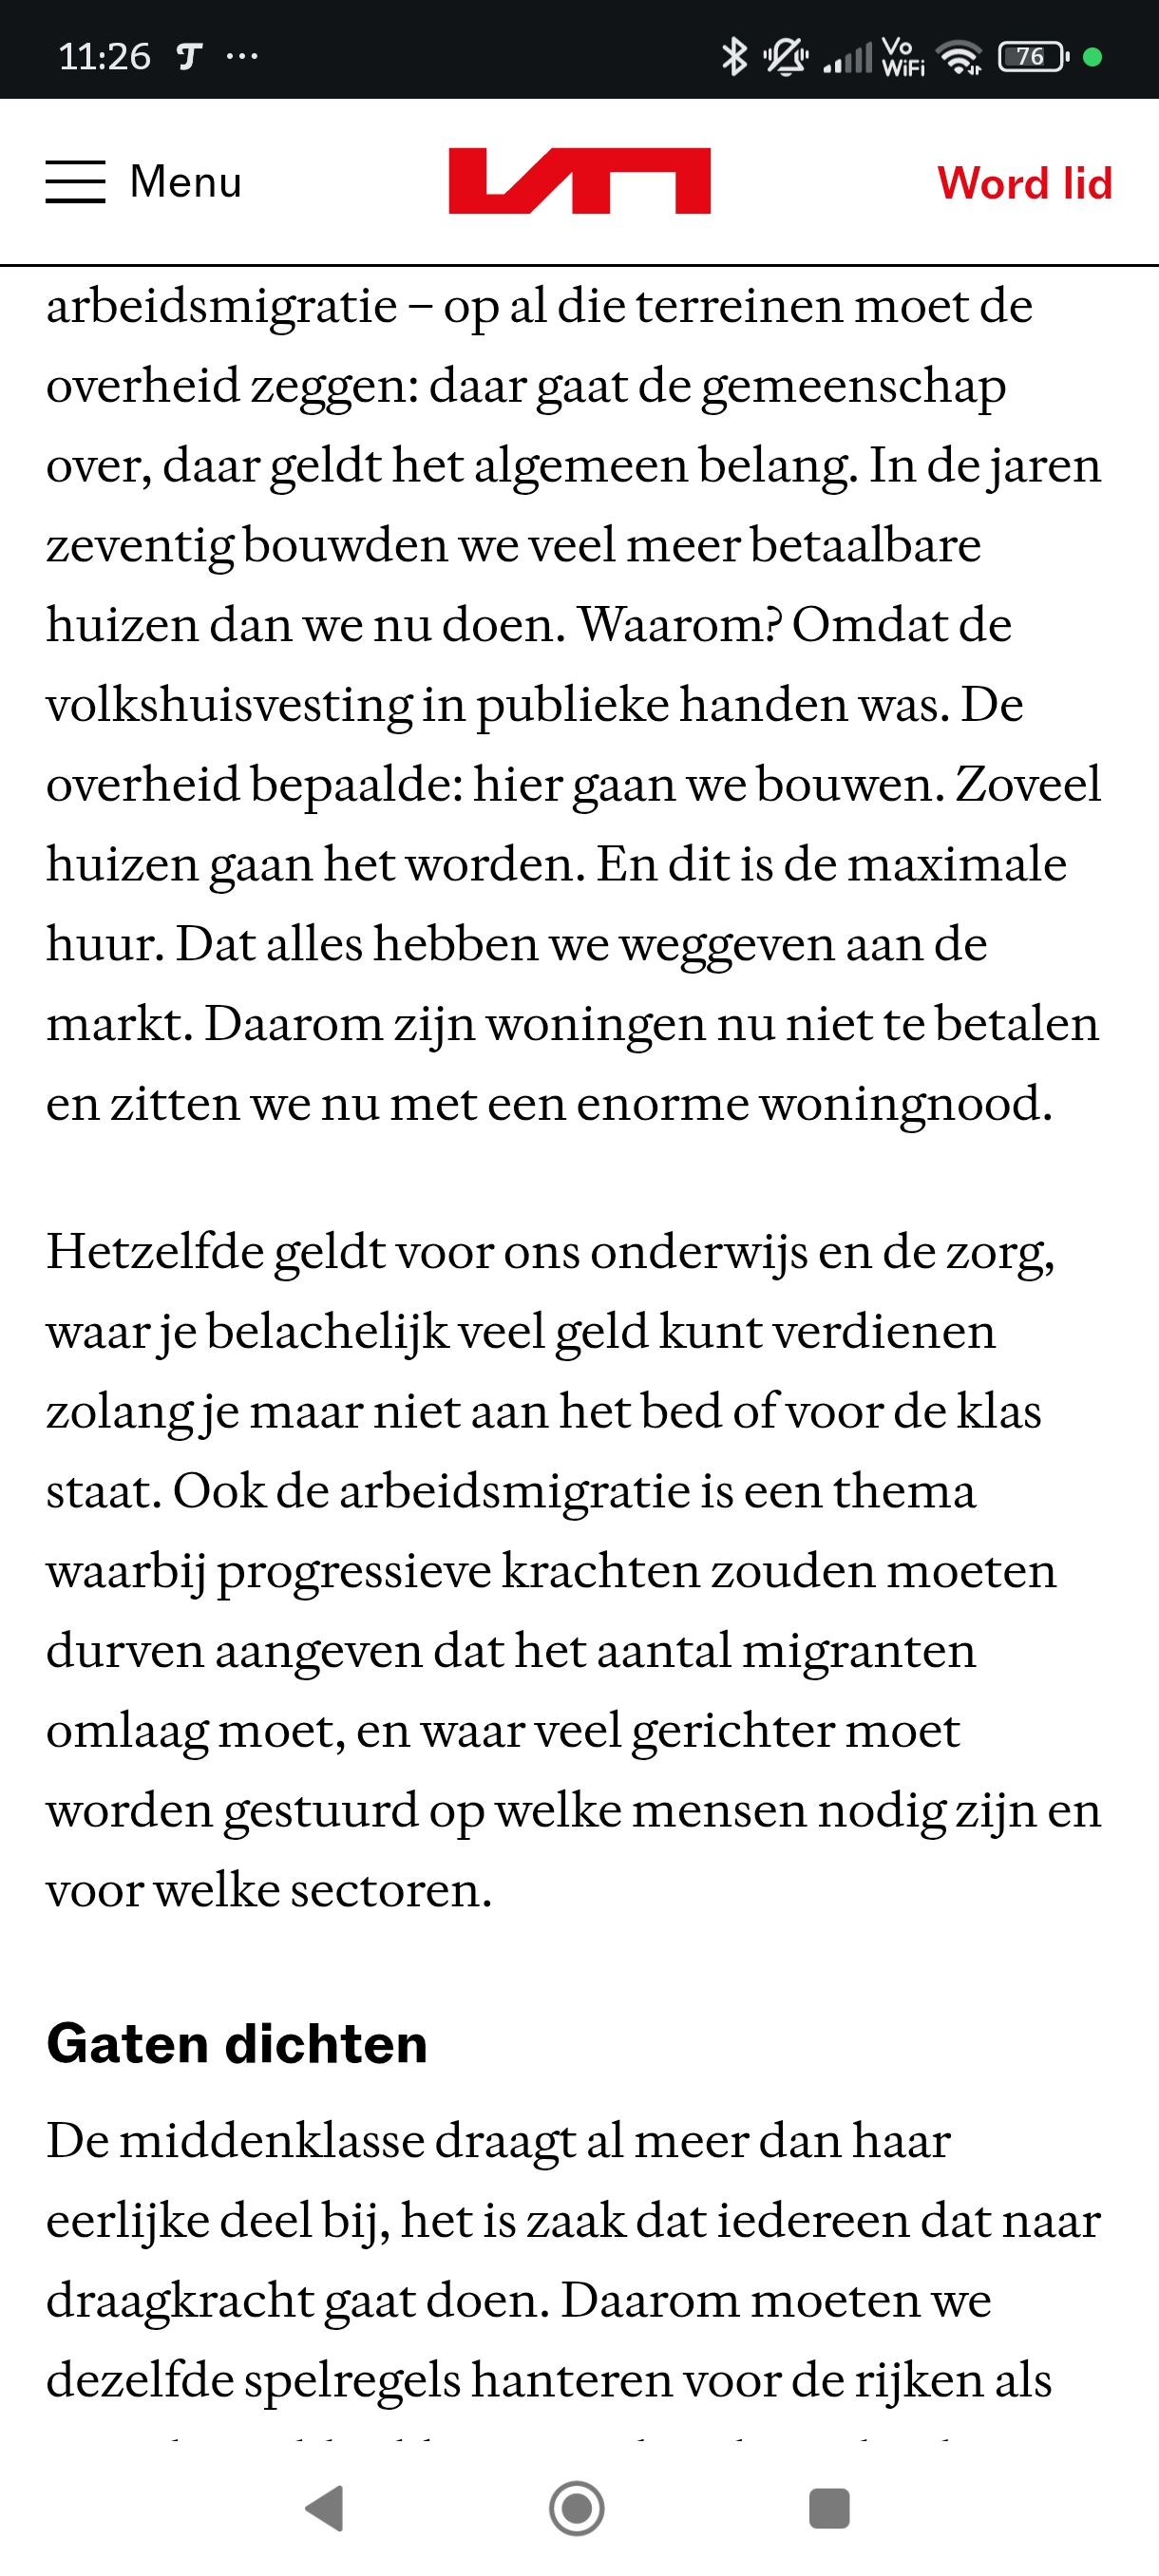 11:26
Vo
WiFi
76
Menu
Word lid
arbeidsmigratie – op al die terreinen moet de
overheid zeggen: daar gaat de gemeenschap
over, daar geldt het algemeen belang. In de jaren
zeventig bouwden we veel meer betaalbare
huizen dan we nu doen. Waarom? Omdat de
volkshuisvesting in publieke handen was. De
overheid bepaalde: hier gaan we bouwen. Zoveel
huizen gaan het worden. En dit is de maximale
huur. Dat alles hebben we weggeven aan de
markt. Daarom zijn woningen nu niet te betalen
en zitten we nu met een enorme woningnood.
Hetzelfde geldt voor ons onderwijs en de zorg,
waar je belachelijk veel geld kunt verdienen
zolang je maar niet aan het bed of voor de klas
staat. Ook de arbeidsmigratie is een thema
waarbij progressieve krachten zouden moeten
durven aangeven dat het aantal migranten
omlaag moet, en waar veel gerichter moet
worden gestuurd op welke mensen nodig zijn en
voor welke sectoren.
Gaten dichten
De middenklasse draagt al meer dan haar
eerlijke deel bij, het is zaak dat iedereen dat naar
draagkracht gaat doen. Daarom moeten we
dezelfde spelregels hanteren voor de rijken als